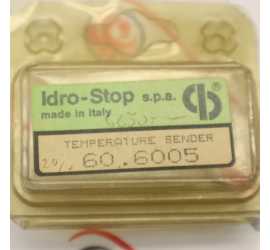 Idro-Stop s.p.a.
made in Italy
TEMPERATURE SENDER
60.6005